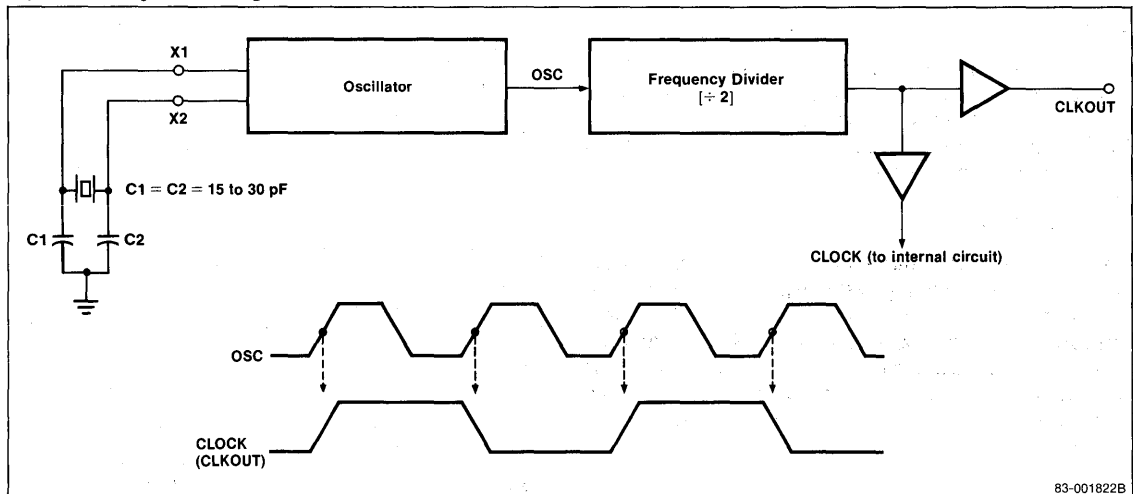 X1
X2
Oscillator
OSC
Frequency Divider
[÷ 2]
CLKOUT
C1 = C2 = 15 to 30 pF
C1
C2
CLOCK (to internal circuit)
OSC
CLOCK
(CLKOUT)
83-001822B